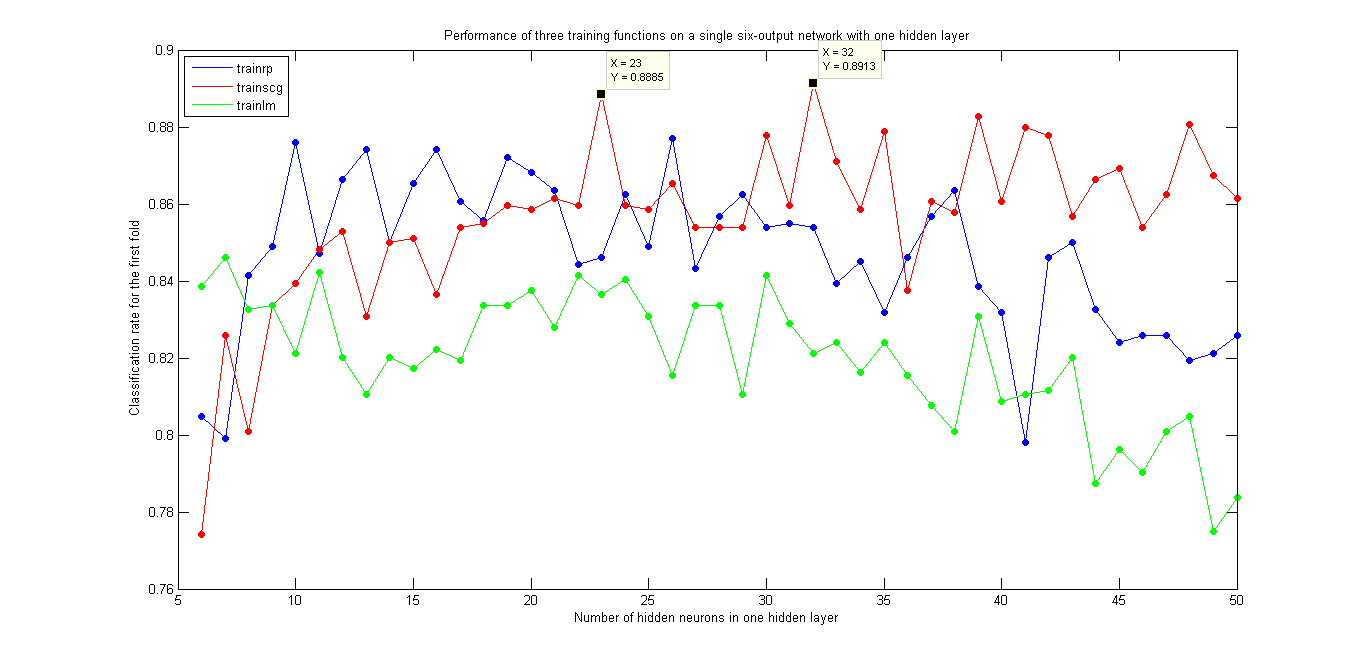 Performance of three training functions on a single six-output network with one hidden layer
X = 23
Y = 0.8885
X = 32
Y = 0.8913
trainrp
trainscg
trainlm
Classification rate for the first fold
0.9
0.88
0.86
0.84
0.82
0.8
0.78
0.76
5 10 15 20 25 30 35 40 45 50
Number of hidden neurons in one hidden layer